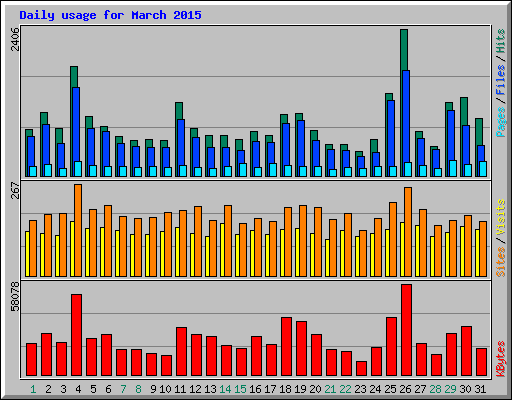 Daily usage for March 2015
2406
Pages / Files / Hits
267
Sites / Visits
58078
KBytes
1 2 3 4 5 6 7 8 9 10 11 12 13 14 15 16 17 18 19 20 21 22 23 24 25 26 27 28 29 30 31